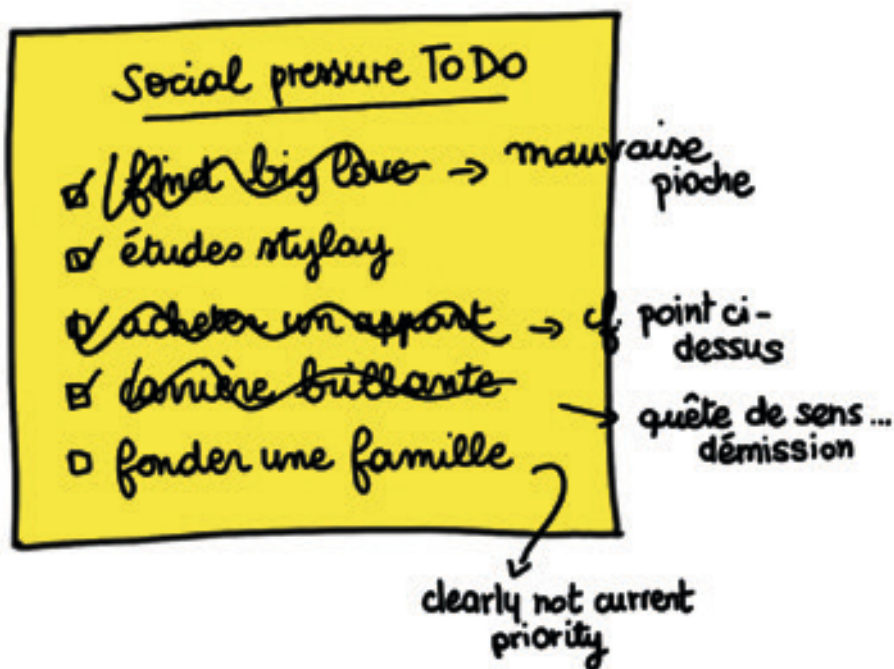 Social pressure To Do
find big love → mauvaise
pioche
études stylay
acheter un appart → cf. point ci-
dessus
carrière brillante → quête de sens...
démission
fonder une famille
clearly not current
priority